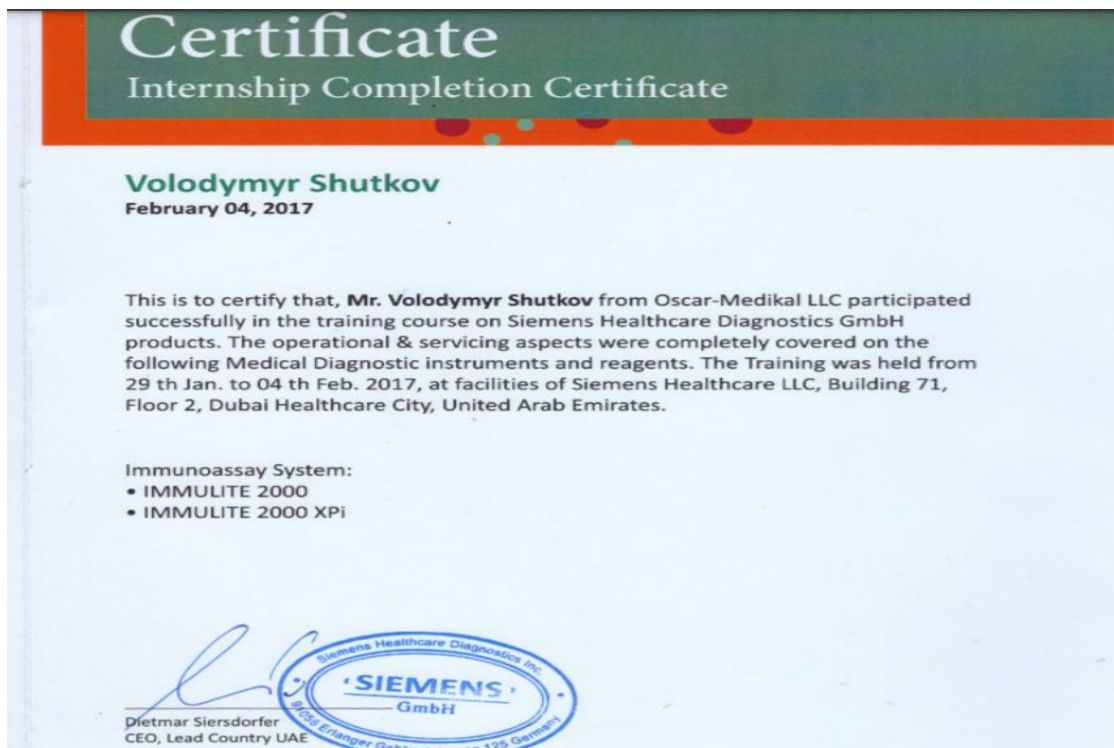 Certificate
Internship Completion Certificate
Volodymyr Shutkov
February 04, 2017
This is to certify that, Mr. Volodymyr Shutkov from Oscar-Medikal LLC participated
successfully in the training course on Siemens Healthcare Diagnostics GmbH
products. The operational & servicing aspects were completely covered on the
following Medical Diagnostic instruments and reagents. The Training was held from
29 th Jan. to 04 th Feb. 2017, at facilities of Siemens Healthcare LLC, Building 71,
Floor 2, Dubai Healthcare City, United Arab Emirates.
Immunoassay System:
• IMMULITE 2000
• IMMULITE 2000 XPi
Siemens Healthcare Diagnostics Inc.
SIEMENS
GmbH
91056 Erlanger 125 Germany
Dietmar Siersdorfer
CEO, Lead Country UAE